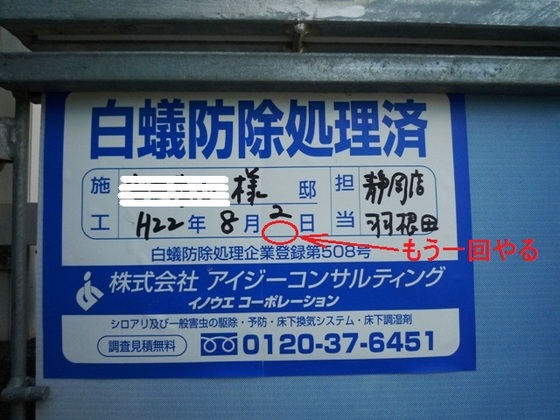 白蟻防除処理済
施工 様邸 担当 静岡店
H22年8月2日 羽根田
もう一回やる
白蟻防除処理企業登録第508号
株式会社 アイジーコンサルティング
イノウエ コーポレーション
シロアリ及び一般害虫の駆除・予防・床下換気システム・床下調湿剤
調査見積無料 0120-37-6451